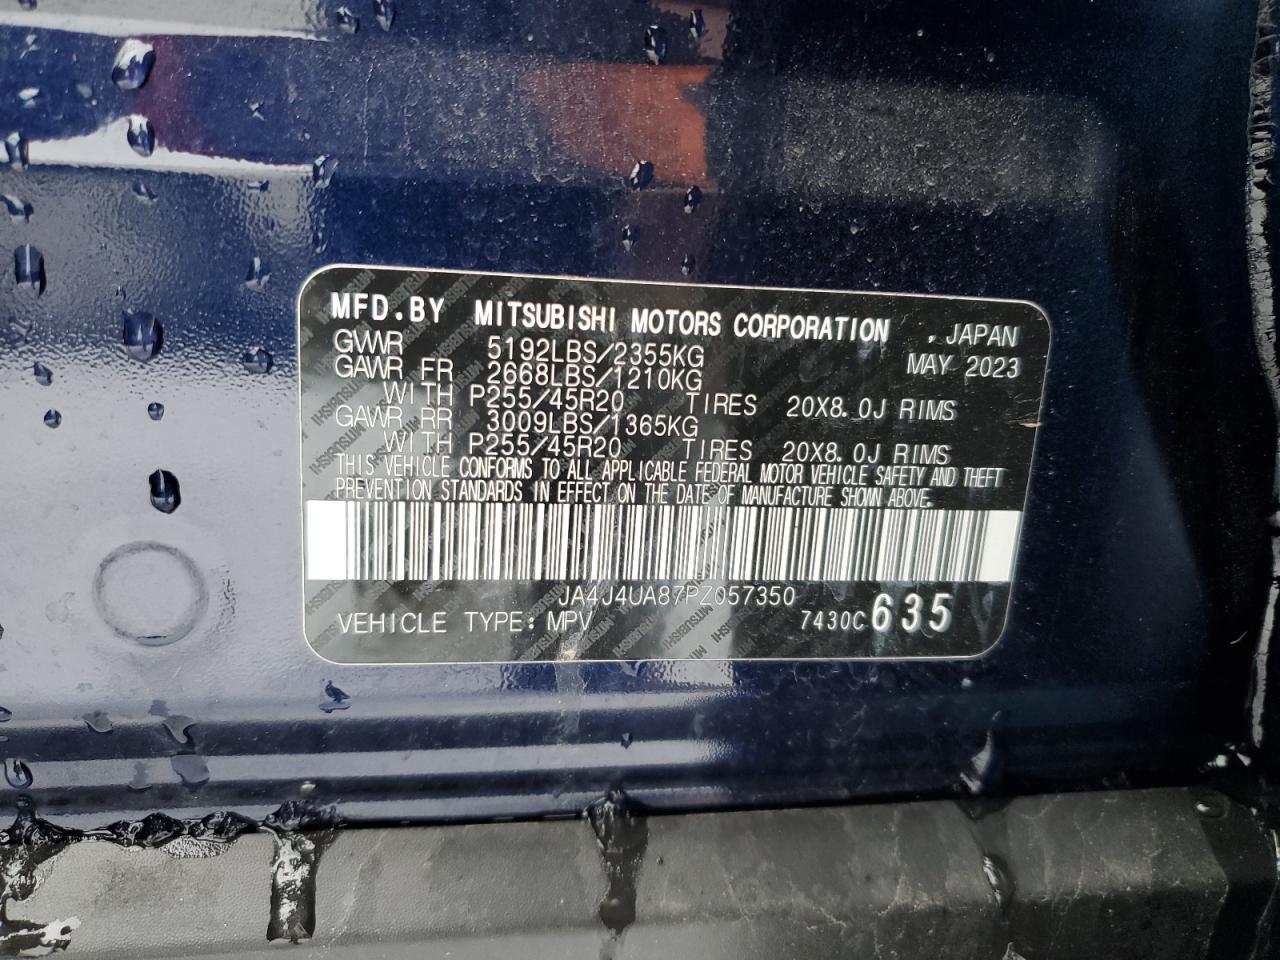 MFD.BY MITSUBISHI MOTORS CORPORATION , JAPAN
GVWR 5192LBS/2355KG MAY 2023
GAWR FR 2668LBS/1210KG
WITH P255/45R20 TIRES 20X8.0J RIMS
GAWR RR 3009LBS/1365KG
WITH P255/45R20 TIRES 20X8.0J RIMS
THIS VEHICLE CONFORMS TO ALL APPLICABLE FEDERAL MOTOR VEHICLE SAFETY AND THEFT
PREVENTION STANDARDS IN EFFECT ON THE DATE OF MANUFACTURE SHOWN ABOVE.
JA4J4UA87PZ057350
VEHICLE TYPE: MPV 7430C635